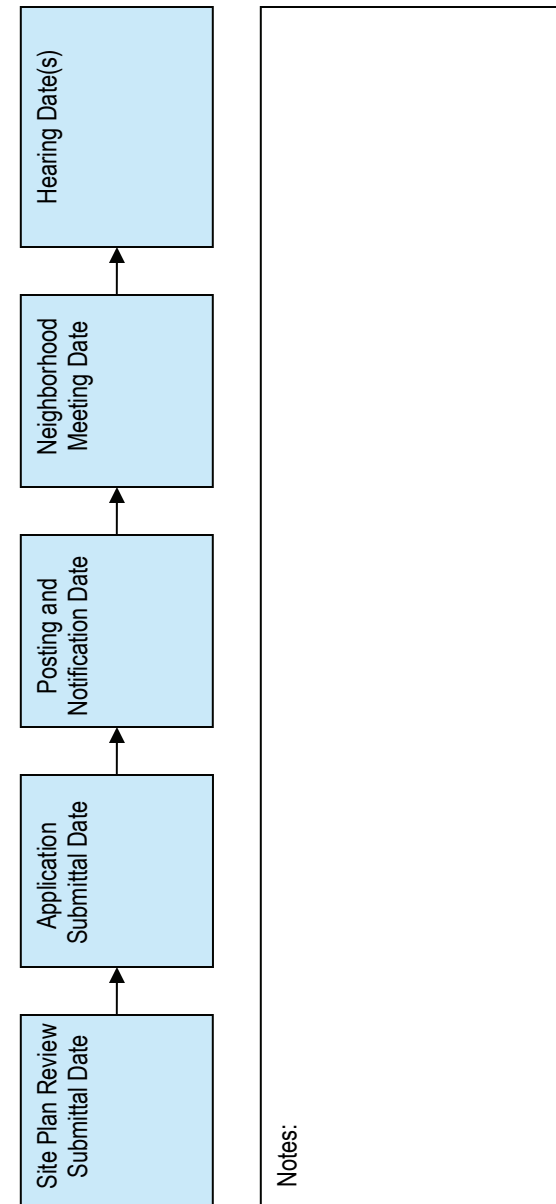 Site Plan Review
Submittal Date
Application
Submittal Date
Posting and
Notification Date
Neighborhood
Meeting Date
Hearing Date(s)
Notes: